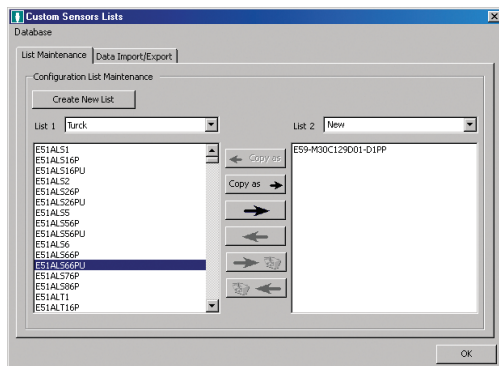 Custom Sensors Lists
Database
List Maintenance
Data Import/Export
Configuration List Maintenance
Create New List
List 1
Turck
List 2
New
E51ALS1
E51ALS16P
E51ALS16PU
E51ALS2
E51ALS26P
E51ALS26PU
E51ALS5
E51ALS56P
E51ALS56PU
E51ALS6
E51ALS66P
E51ALS66PU
E51ALS76P
E51ALS86P
E51ALT1
E51ALT16P
Copy as
Copy as
E59-M30C129D01-D1PP
OK